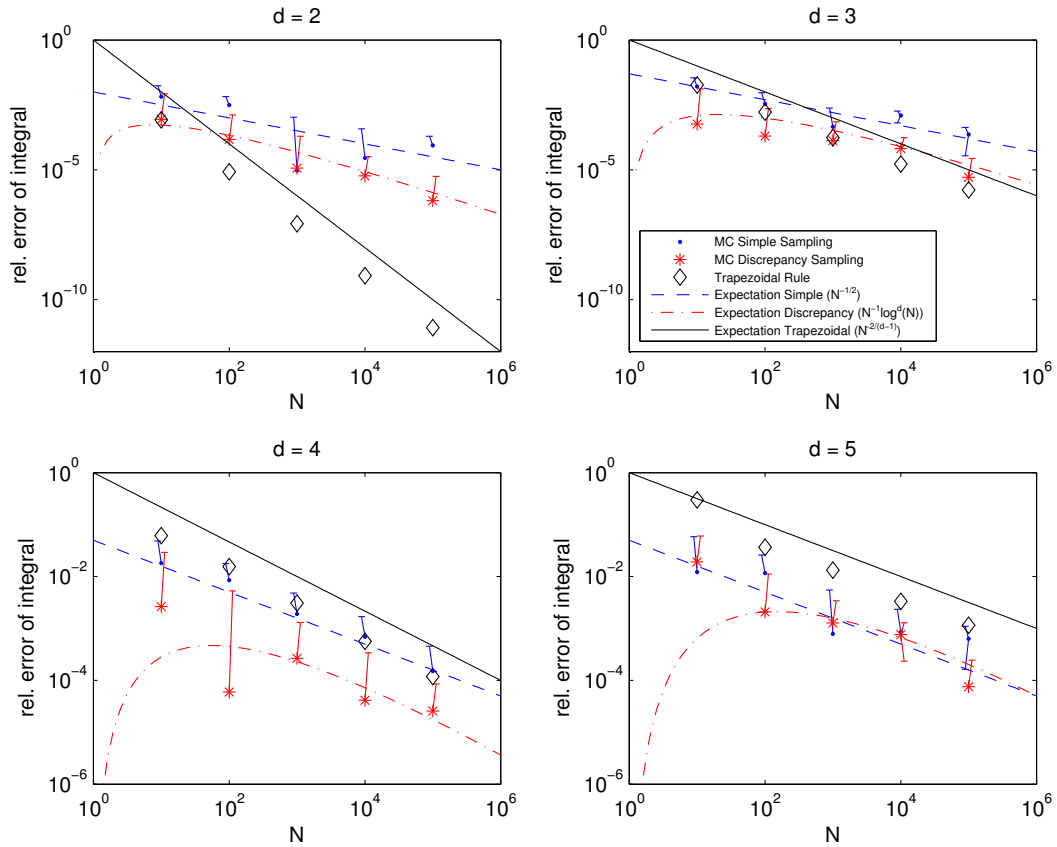 d = 2
10^0
10^-5
10^-10
rel. error of integral
10^0 10^2 10^4 10^6
N
d = 3
10^0
10^-5
10^-10
rel. error of integral
MC Simple Sampling
MC Discrepancy Sampling
Trapezoidal Rule
Expectation Simple (N^-1/2)
Expectation Discrepancy (N^-1log^d(N))
Expectation Trapezoidal (N^-2/(d-1))
10^0 10^2 10^4 10^6
N
d = 4
10^0
10^-2
10^-4
10^-6
rel. error of integral
10^0 10^2 10^4 10^6
N
d = 5
10^0
10^-2
10^-4
10^-6
rel. error of integral
10^0 10^2 10^4 10^6
N